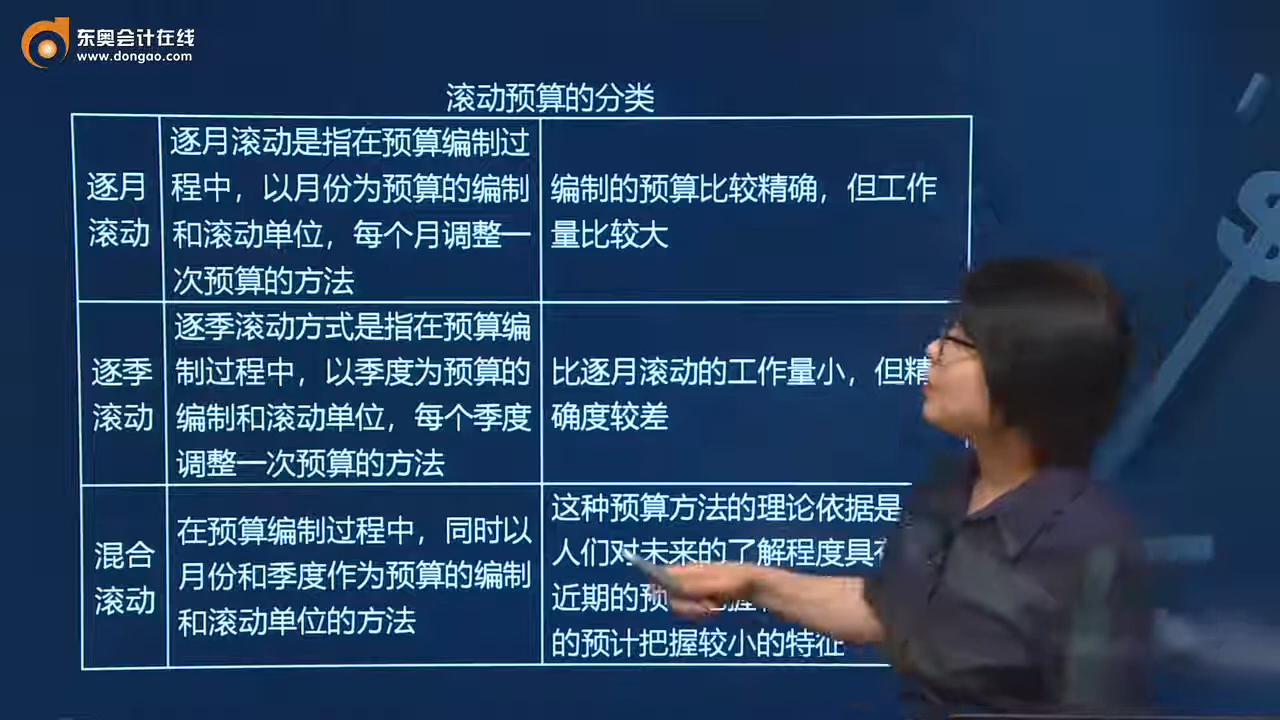 东奥会计在线
www.dongao.com
滚动预算的分类
逐月
滚动
逐月滚动是指在预算编制过
程中，以月份为预算的编制
和滚动单位，每个月调整一
次预算的方法
编制的预算比较精确，但工作
量比较大
逐季
滚动
逐季滚动方式是指在预算编
制过程中，以季度为预算的
编制和滚动单位，每个季度
调整一次预算的方法
比逐月滚动的工作量小，但精
确度较差
混合
滚动
在预算编制过程中，同时以
月份和季度作为预算的编制
和滚动单位的方法
这种预算方法的理论依据是
人们对未来的了解程度具
近期的预
的预计把握较小的特征